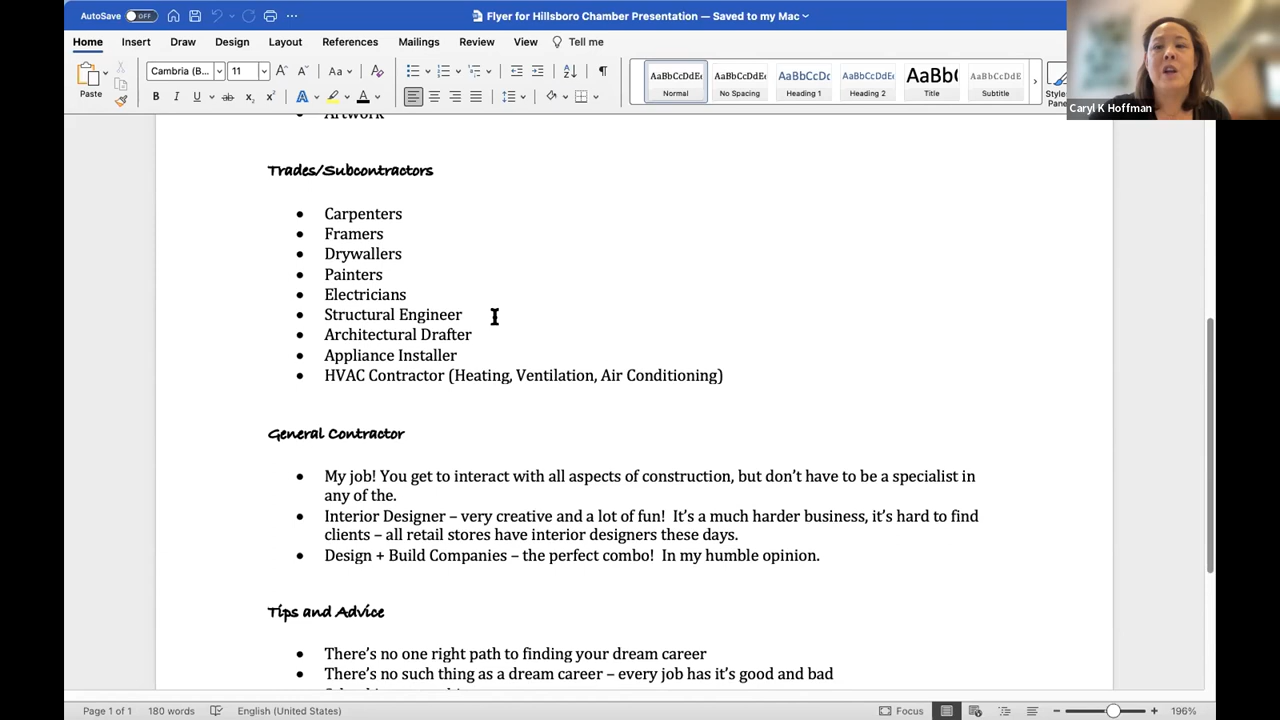 AutoSave OFF
Flyer for Hillsboro Chamber Presentation — Saved to my Mac
Home Insert Draw Design Layout References Mailings Review View Tell me
Paste
Cambria (B... 11
AaBbCcDdEe Normal
AaBbCcDdEe No Spacing
AaBbCcDc Heading 1
AaBbCcDdEe Heading 2
AaBb( Title
AaBbCcDdE Subtitle
Caryl K Hoffman
Artwork
Trades/Subcontractors
• Carpenters
• Framers
• Drywallers
• Painters
• Electricians
• Structural Engineer
• Architectural Drafter
• Appliance Installer
• HVAC Contractor (Heating, Ventilation, Air Conditioning)
General Contractor
• My job! You get to interact with all aspects of construction, but don't have to be a specialist in
any of the.
• Interior Designer – very creative and a lot of fun!  It's a much harder business, it's hard to find
clients – all retail stores have interior designers these days.
• Design + Build Companies – the perfect combo!  In my humble opinion.
Tips and Advice
• There's no one right path to finding your dream career
• There's no such thing as a dream career – every job has it's good and bad
Page 1 of 1 180 words English (United States) Focus 196%